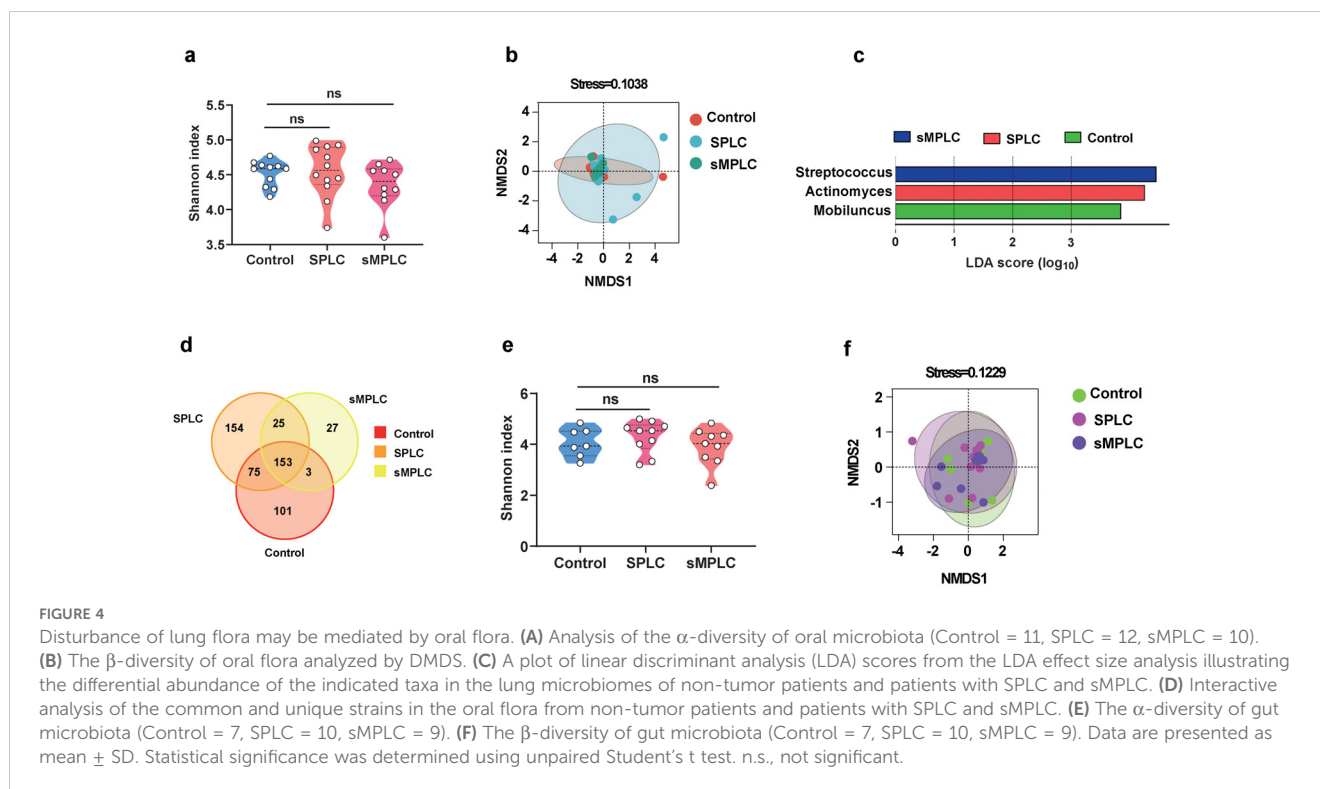 a
ns
ns
5.5
5.0
4.5
4.0
3.5
Shannon index
Control SPLC sMPLC
b
Stress=0.1038
4
2
0
-2
-4
NMDS2
-4 -2 0 2 4
NMDS1
Control
SPLC
sMPLC
c
sMPLC SPLC Control
Streptococcus
Actinomyces
Mobiluncus
0 1 2 3
LDA score (log10)
d
SPLC
sMPLC
154 25 27
153
75 3
101
Control
Control
SPLC
sMPLC
e
ns
ns
6
4
2
0
Shannon index
Control SPLC sMPLC
f
Stress=0.1229
2
1
0
-1
NMDS2
-4 -2 0 2
NMDS1
Control
SPLC
sMPLC
FIGURE 4
Disturbance of lung flora may be mediated by oral flora. (A) Analysis of the α-diversity of oral microbiota (Control = 11, SPLC = 12, sMPLC = 10).
(B) The β-diversity of oral flora analyzed by DMDS. (C) A plot of linear discriminant analysis (LDA) scores from the LDA effect size analysis illustrating
the differential abundance of the indicated taxa in the lung microbiomes of non-tumor patients and patients with SPLC and sMPLC. (D) Interactive
analysis of the common and unique strains in the oral flora from non-tumor patients and patients with SPLC and sMPLC. (E) The α-diversity of gut
microbiota (Control = 7, SPLC = 10, sMPLC = 9). (F) The β-diversity of gut microbiota (Control = 7, SPLC = 10, sMPLC = 9). Data are presented as
mean ± SD. Statistical significance was determined using unpaired Student's t test. n.s., not significant.